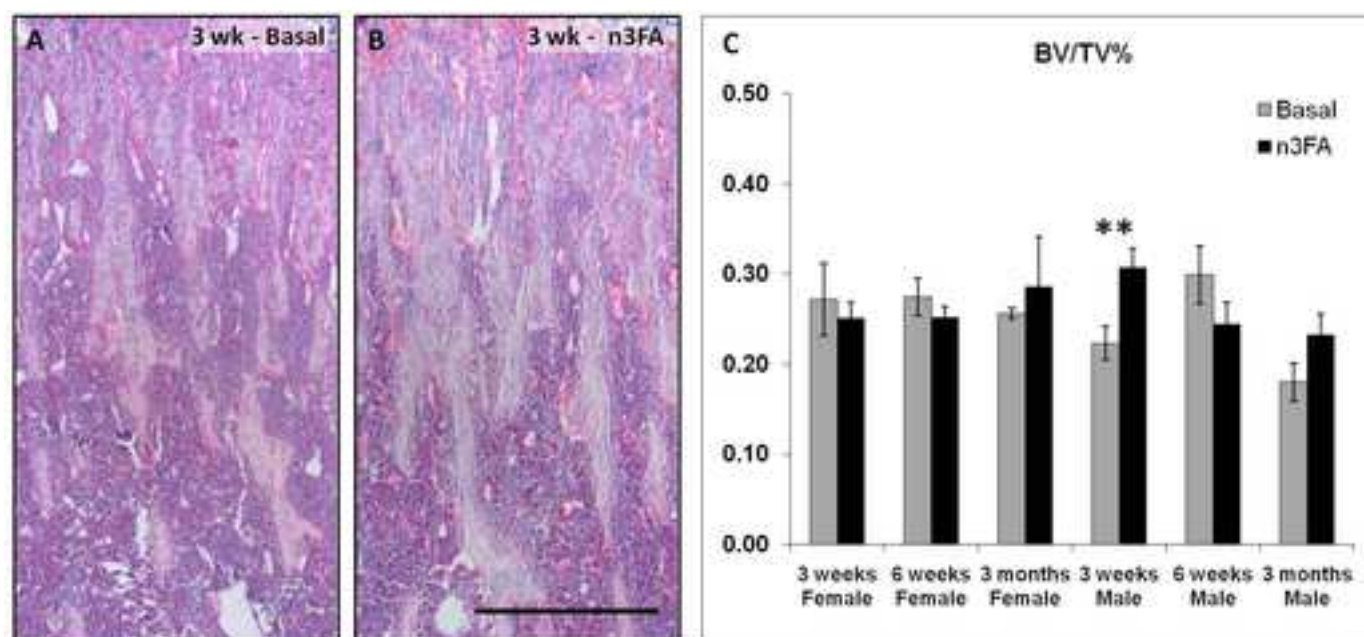 A
3 wk - Basal
B
3 wk - n3FA
C
BV/TV%
0.50
0.40
0.30
0.20
0.10
0.00
Basal
n3FA
**
3 weeks Female
6 weeks Female
3 months Female
3 weeks Male
6 weeks Male
3 months Male